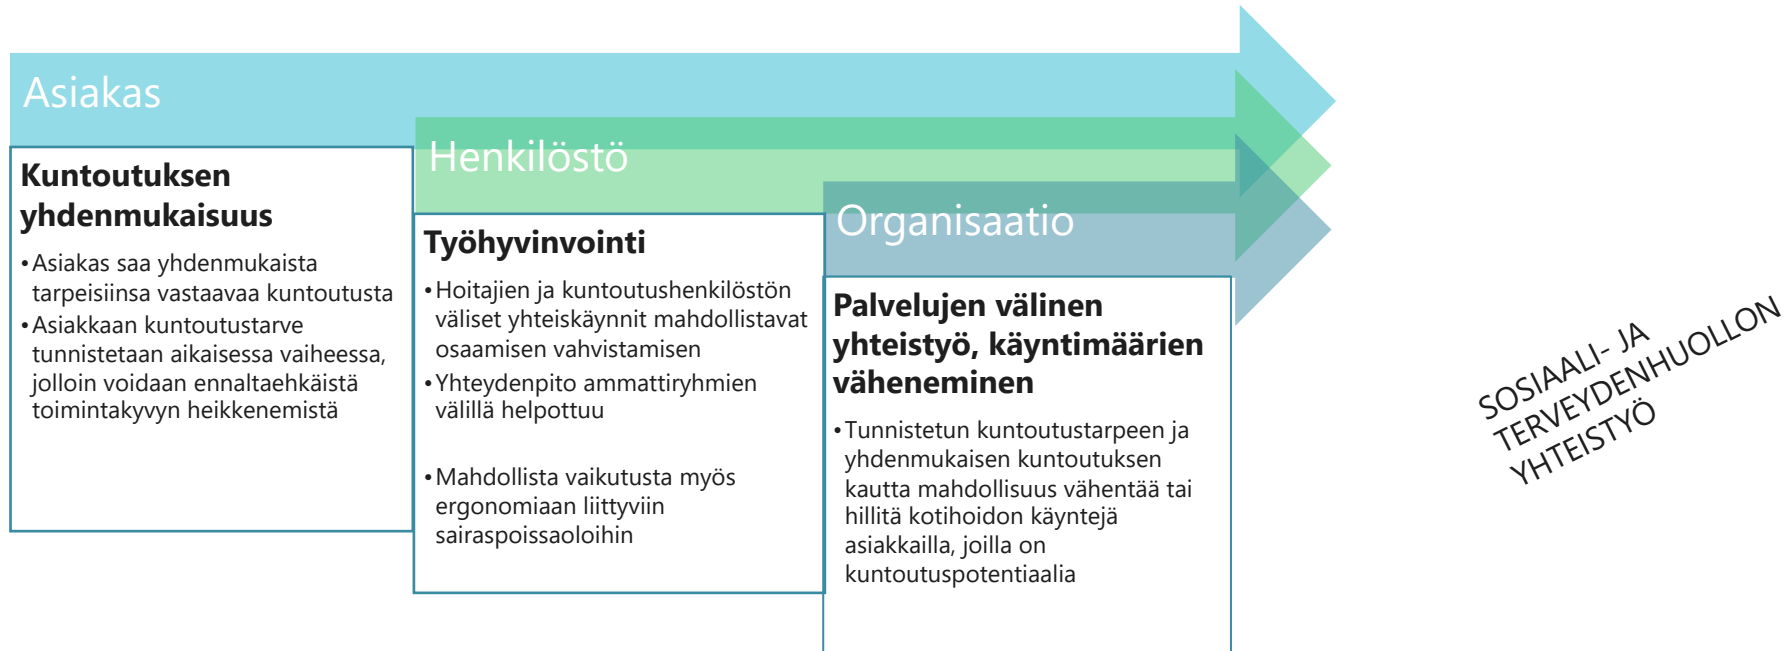 Asiakas
Kuntoutuksen
yhdenmukaisuus
•Asiakas saa yhdenmukaista
tarpeisiinsa vastaavaa kuntoutusta
•Asiakkaan kuntoutustarve
tunnistetaan aikaisessa vaiheessa,
jolloin voidaan ennaltaehkäistä
toimintakyvyn heikkenemistä
Henkilöstö
Työhyvinvointi
•Hoitajien ja kuntoutushenkilöstön
väliset yhteiskäynnit mahdollistavat
osaamisen vahvistamisen
•Yhteydenpito ammattiryhmien
välillä helpottuu
•Mahdollista vaikutusta myös
ergonomiaan liittyviin
sairaspoissaoloihin
Organisaatio
Palvelujen välinen
yhteistyö, käyntimäärien
väheneminen
•Tunnistetun kuntoutustarpeen ja
yhdenmukaisen kuntoutuksen
kautta mahdollisuus vähentää tai
hillitä kotihoidon käyntejä
asiakkailla, joilla on
kuntoutuspotentiaalia
SOSIAALI- JA
TERVEYDENHUOLLON
YHTEISTYÖ